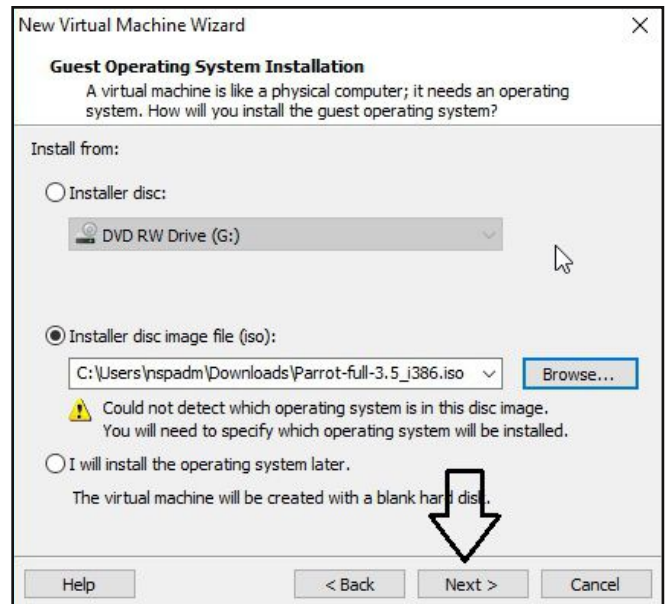 New Virtual Machine Wizard
Guest Operating System Installation
A virtual machine is like a physical computer; it needs an operating
system. How will you install the guest operating system?
Install from:
Installer disc:
DVD RW Drive (G:)
Installer disc image file (iso):
C:\Users\nspadm\Downloads\Parrot-full-3.5_i386.iso
Browse...
Could not detect which operating system is in this disc image.
You will need to specify which operating system will be installed.
I will install the operating system later.
The virtual machine will be created with a blank hard disk.
Help
< Back
Next >
Cancel